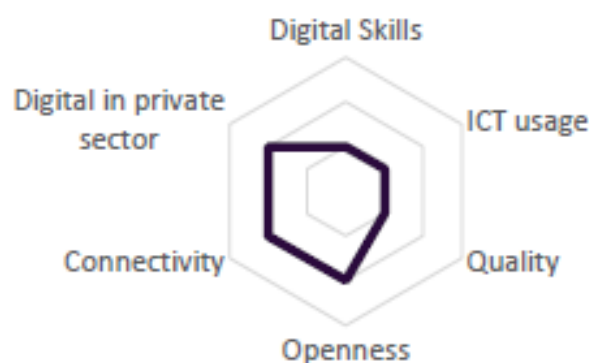 Digital Skills
Digital in private
sector
ICT usage
Connectivity
Quality
Openness